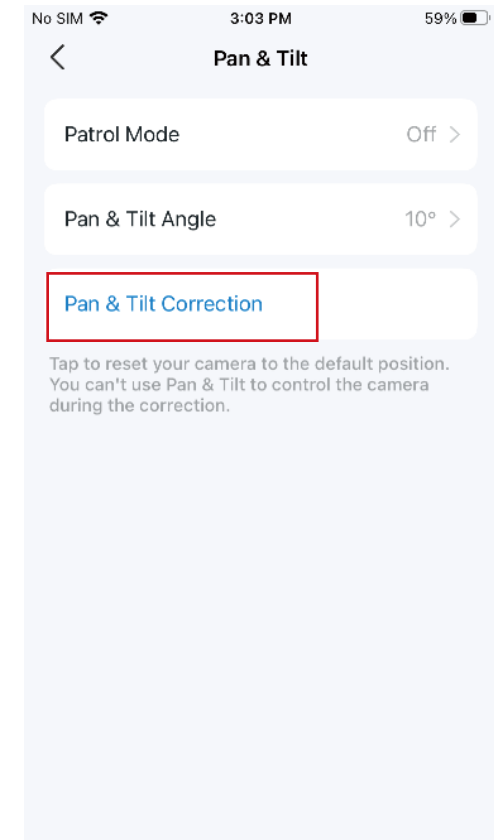 No SIM 3:03 PM 59%
Pan & Tilt
Patrol Mode Off
Pan & Tilt Angle 10°
Pan & Tilt Correction
Tap to reset your camera to the default position.
You can't use Pan & Tilt to control the camera
during the correction.